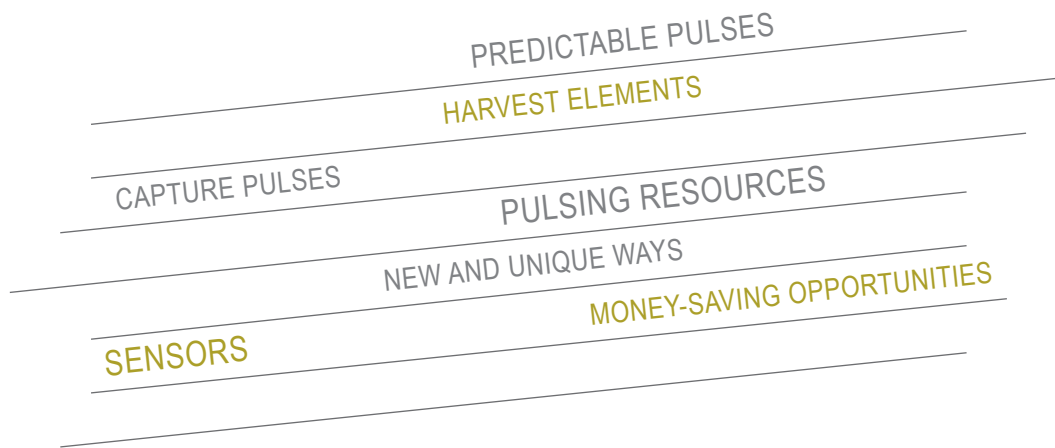 PREDICTABLE PULSES
HARVEST ELEMENTS
CAPTURE PULSES
PULSING RESOURCES
NEW AND UNIQUE WAYS
MONEY-SAVING OPPORTUNITIES
SENSORS